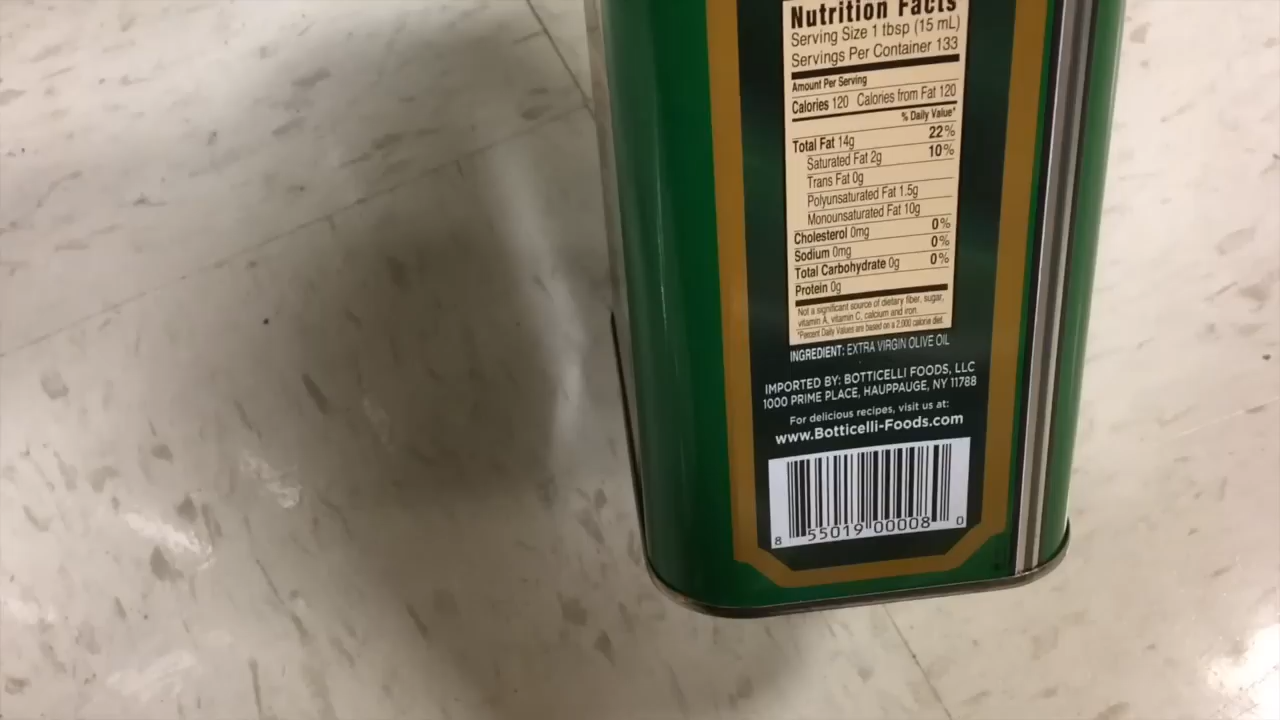 Nutrition Facts
Serving Size 1 tbsp (15 mL)
Servings Per Container 133
Amount Per Serving
Calories 120 Calories from Fat 120
% Daily Value*
Total Fat 14g 22%
Saturated Fat 2g 10%
Trans Fat 0g
Polyunsaturated Fat 1.5g
Monounsaturated Fat 10g
Cholesterol 0mg 0%
Sodium 0mg 0%
Total Carbohydrate 0g 0%
Protein 0g
Not a significant source of dietary fiber, sugar,
vitamin A, vitamin C, calcium and iron.
*Percent Daily Values are based on a 2,000 calorie diet.
INGREDIENT: EXTRA VIRGIN OLIVE OIL
IMPORTED BY: BOTTICELLI FOODS, LLC
1000 PRIME PLACE, HAUPPAUGE, NY 11788
For delicious recipes, visit us at:
www.Botticelli-Foods.com
8 55019 00008 0